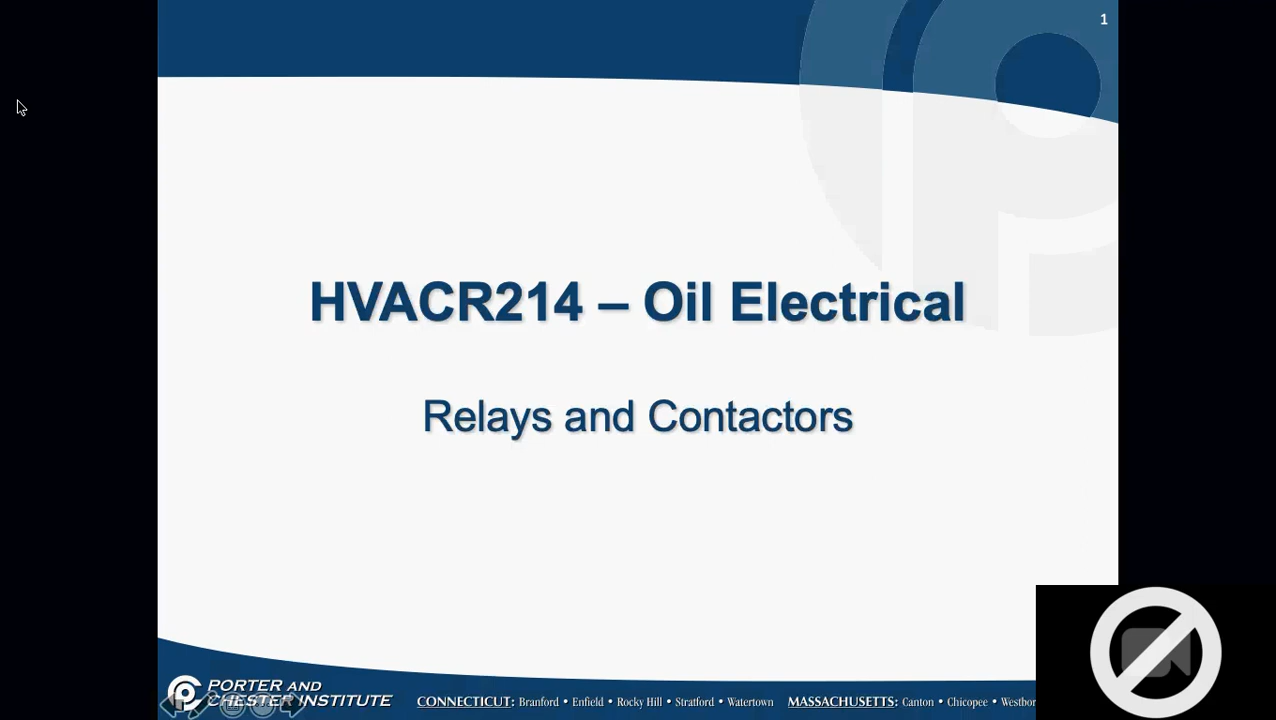 1
HVACR214 – Oil Electrical
Relays and Contactors
PORTER AND
CHESTER INSTITUTE
CONNECTICUT: Branford • Enfield • Rocky Hill • Stratford • Watertown MASSACHUSETTS: Canton • Chicopee •